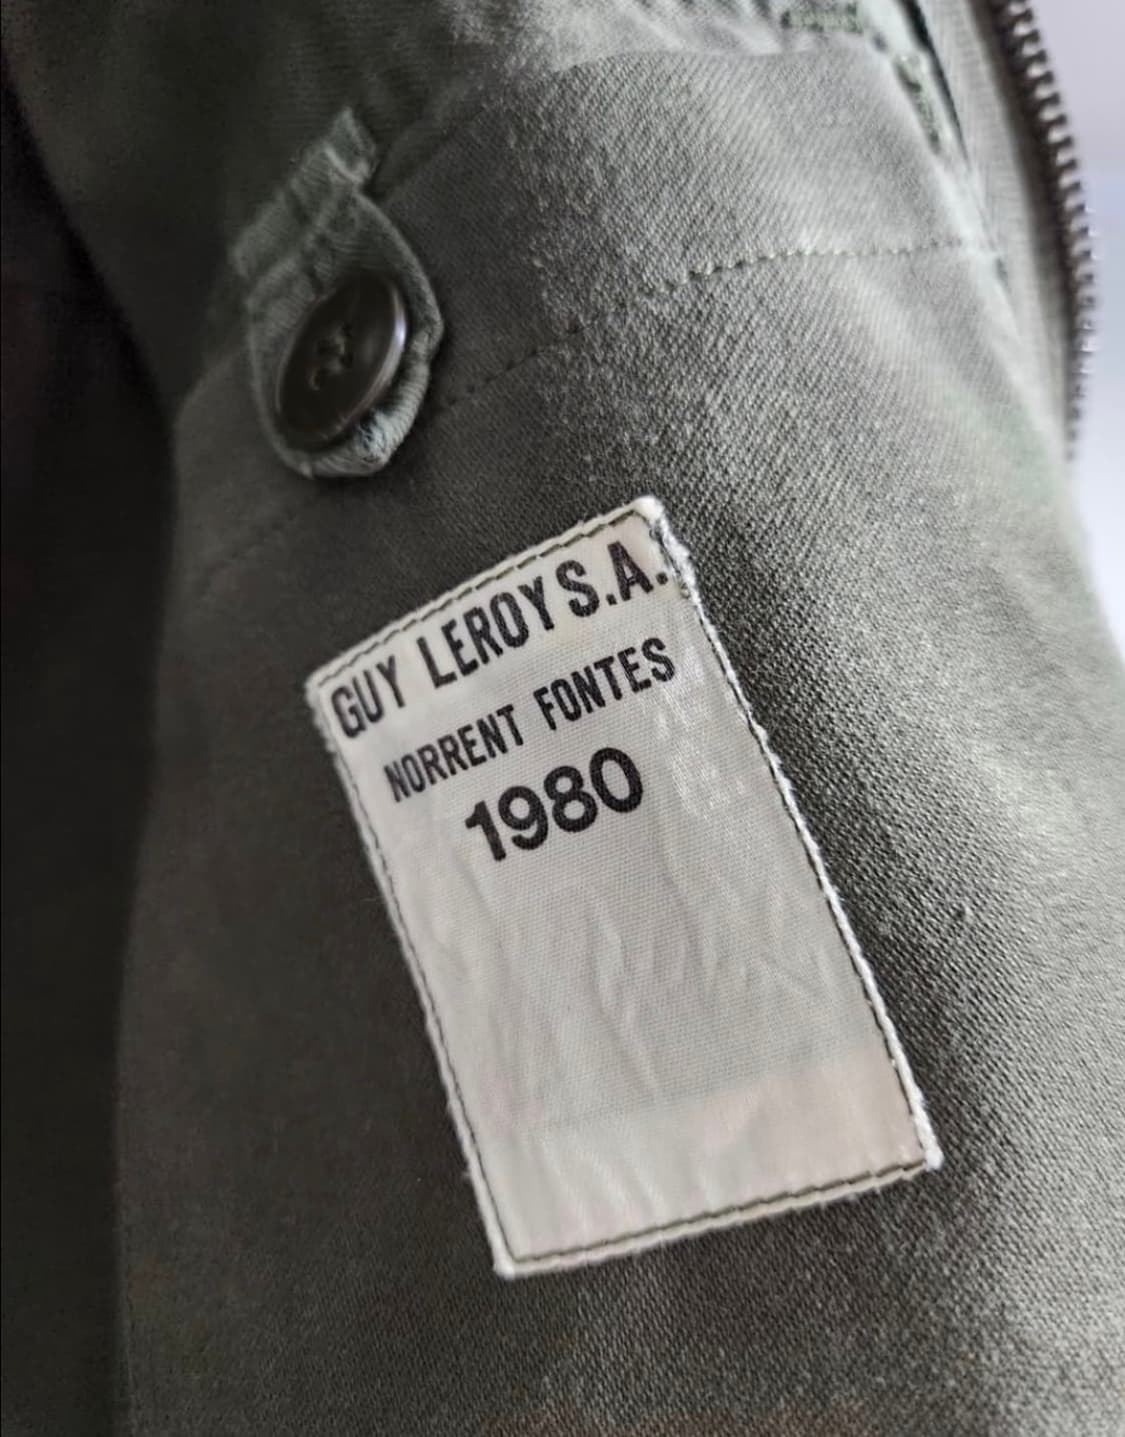 GUY LEROY S.A.
NORRENT FONTES
1980